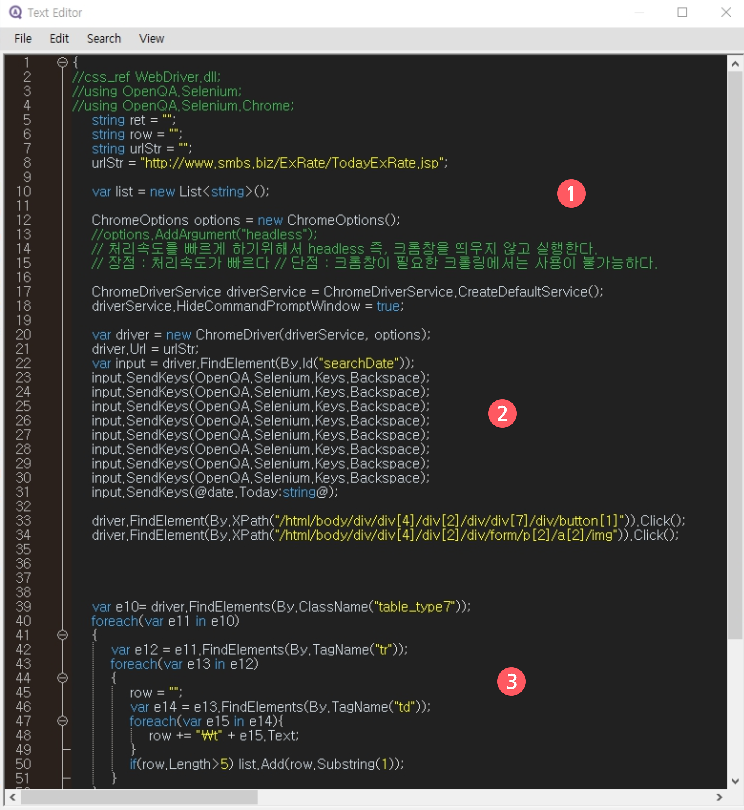 Text Editor
File Edit Search View
1 {
2 //css_ref WebDriver.dll;
3 //using OpenQA.Selenium;
4 //using OpenQA.Selenium.Chrome;
5 string ret = "";
6 string row = "";
7 string urlStr = "";
8 urlStr = "http://www.smbs.biz/ExRate/TodayExRate.jsp";
9
10 var list = new List<string>();
1
11
12 ChromeOptions options = new ChromeOptions();
13 //options.AddArgument("headless");
14 // 처리속도를 빠르게 하기위해서 headless 즉, 크롬창을 띄우지 않고 실행한다.
15 // 장점 : 처리속도가 빠르다 // 단점 : 크롬창이 필요한 크롤링에서는 사용이 불가능하다.
16
17 ChromeDriverService driverService = ChromeDriverService.CreateDefaultService();
18 driverService.HideCommandPromptWindow = true;
19
20 var driver = new ChromeDriver(driverService, options);
21 driver.Url = urlStr;
22 var input = driver.FindElement(By.Id("searchDate"));
23 input.SendKeys(OpenQA.Selenium.Keys.Backspace);
24 input.SendKeys(OpenQA.Selenium.Keys.Backspace);
25 input.SendKeys(OpenQA.Selenium.Keys.Backspace);
2
26 input.SendKeys(OpenQA.Selenium.Keys.Backspace);
27 input.SendKeys(OpenQA.Selenium.Keys.Backspace);
28 input.SendKeys(OpenQA.Selenium.Keys.Backspace);
29 input.SendKeys(OpenQA.Selenium.Keys.Backspace);
30 input.SendKeys(OpenQA.Selenium.Keys.Backspace);
31 input.SendKeys(@date.Today:string@);
32
33 driver.FindElement(By.XPath("/html/body/div/div[4]/div[2]/div/div[7]/div/button[1]")).Click();
34 driver.FindElement(By.XPath("/html/body/div/div[4]/div[2]/div/form/p[2]/a[2]/img")).Click();
35
36
37
38
39 var e10= driver.FindElements(By.ClassName("table_type7"));
40 foreach(var e11 in e10)
41 {
42 var e12 = e11.FindElements(By.TagName("tr"));
43 foreach(var e13 in e12)
44 {
3
45 row = "";
46 var e14 = e13.FindElements(By.TagName("td"));
47 foreach(var e15 in e14){
48 row += "₩t" + e15.Text;
49 }
50 if(row.Length>5) list.Add(row.Substring(1));
51 }